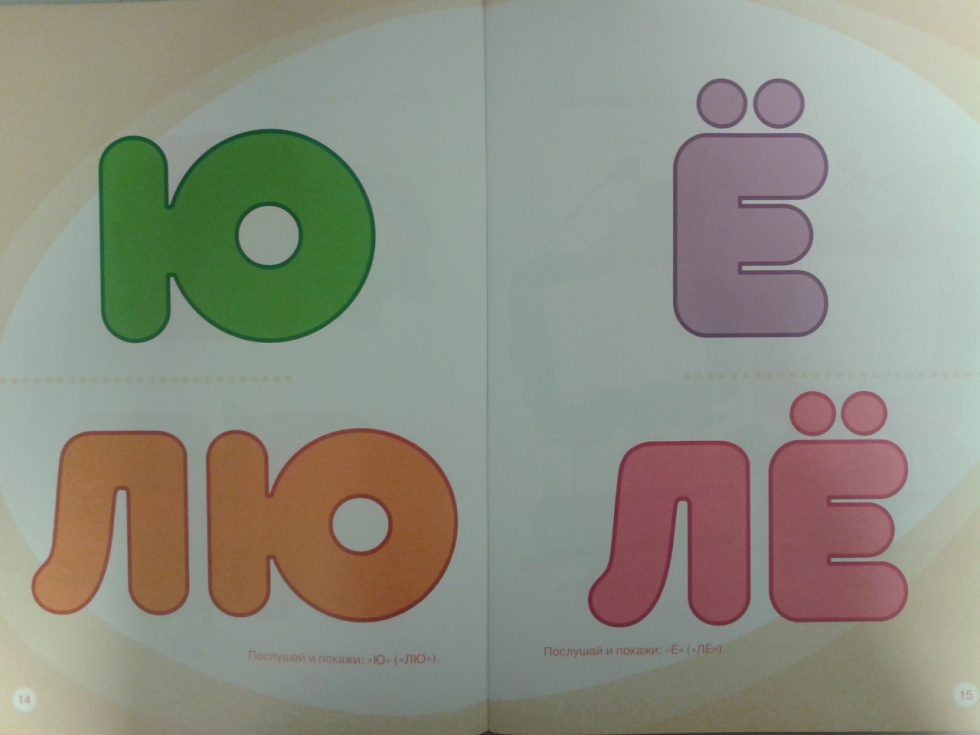 Ю
ЛЮ
Послушай и покажи: «Ю» («ЛЮ»).
14
Ё
ЛЁ
Послушай и покажи: «Ё» («ЛЁ»).
15